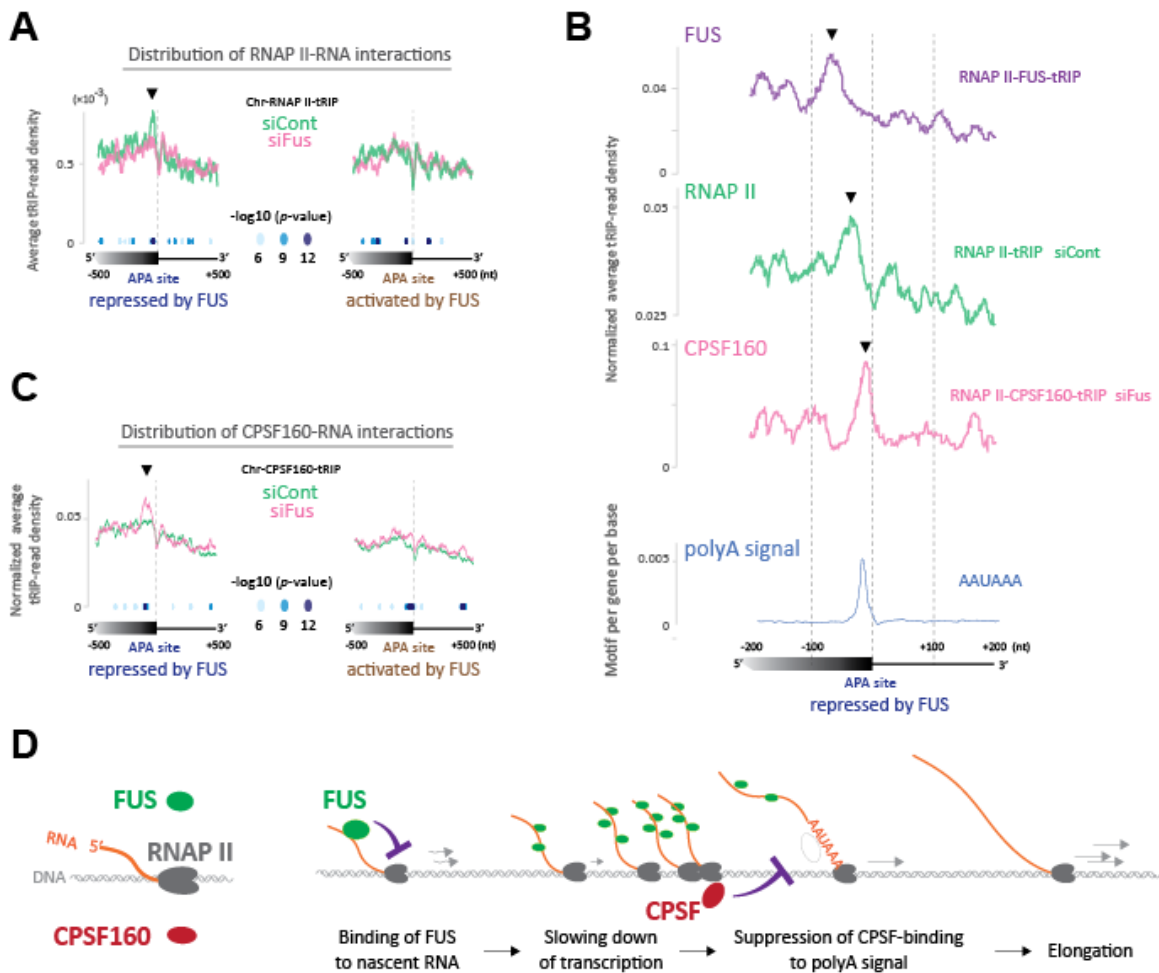 A
Distribution of RNAP II-RNA interactions
(×10⁻³)
Average tRIP-read density
0.5
0
Chr-RNAP II-tRIP
siCont
siFus
-log10 (p-value)
6 9 12
5' 3'
-500 APA site +500
repressed by FUS
5' 3'
-500 APA site +500 (nt)
activated by FUS
B
Normalized average tRIP-read density
FUS
RNAP II-FUS-tRIP
0.04
0
RNAP II
0.05
RNAP II-tRIP siCont
0.025
0.1
CPSF160
RNAP II-CPSF160-tRIP siFus
0
Motif per gene per base
polyA signal
0.005
AAUAAA
0
-200 -100 +100 +200 (nt)
5' 3'
APA site
repressed by FUS
C
Distribution of CPSF160-RNA interactions
Normalized average
tRIP-read density
0.05
0
Chr-CPSF160-tRIP
siCont
siFus
-log10 (p-value)
6 9 12
5' 3'
-500 APA site +500
repressed by FUS
5' 3'
-500 APA site +500 (nt)
activated by FUS
D
FUS
RNA 5'
RNAP II
DNA
CPSF160
FUS
AAUAAA
CPSF
Binding of FUS
to nascent RNA
Slowing down
of transcription
Suppression of CPSF-binding
to polyA signal
Elongation